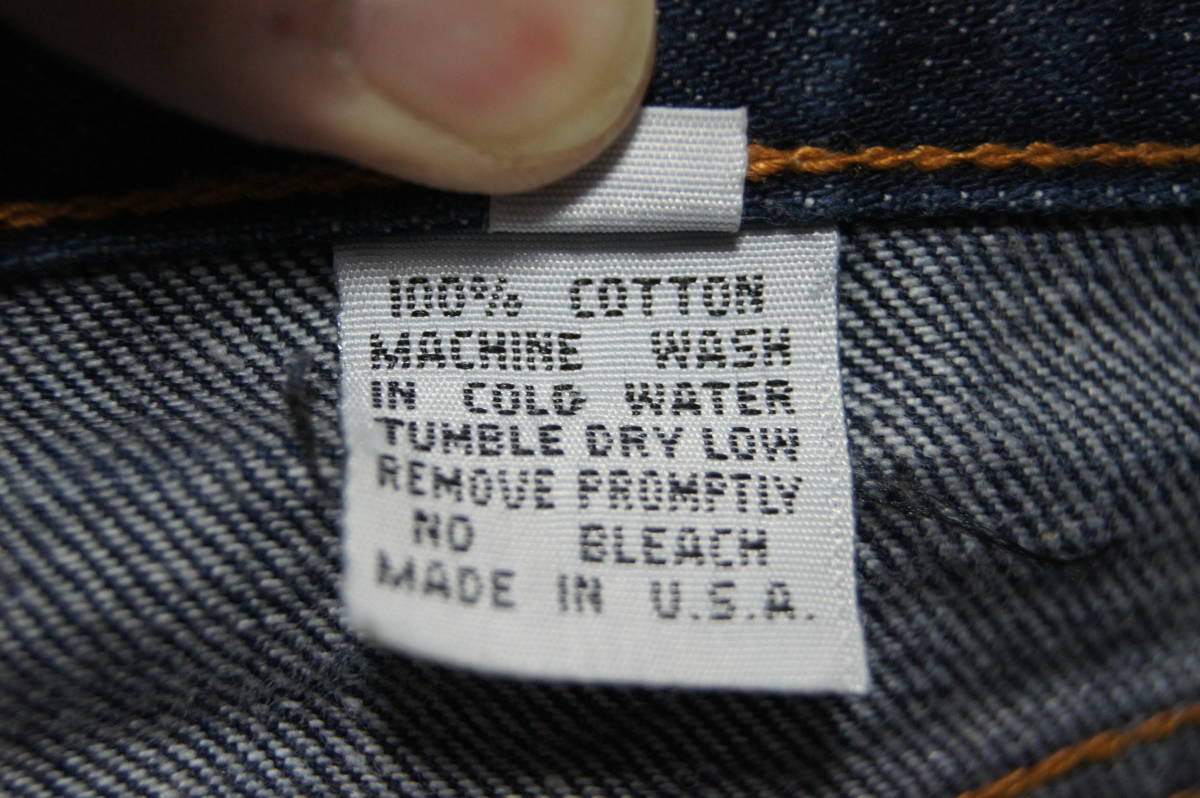 100% COTTON
MACHINE WASH
IN COLD WATER
TUMBLE DRY LOW
REMOVE PROMPTLY
NO BLEACH
MADE IN U.S.A.